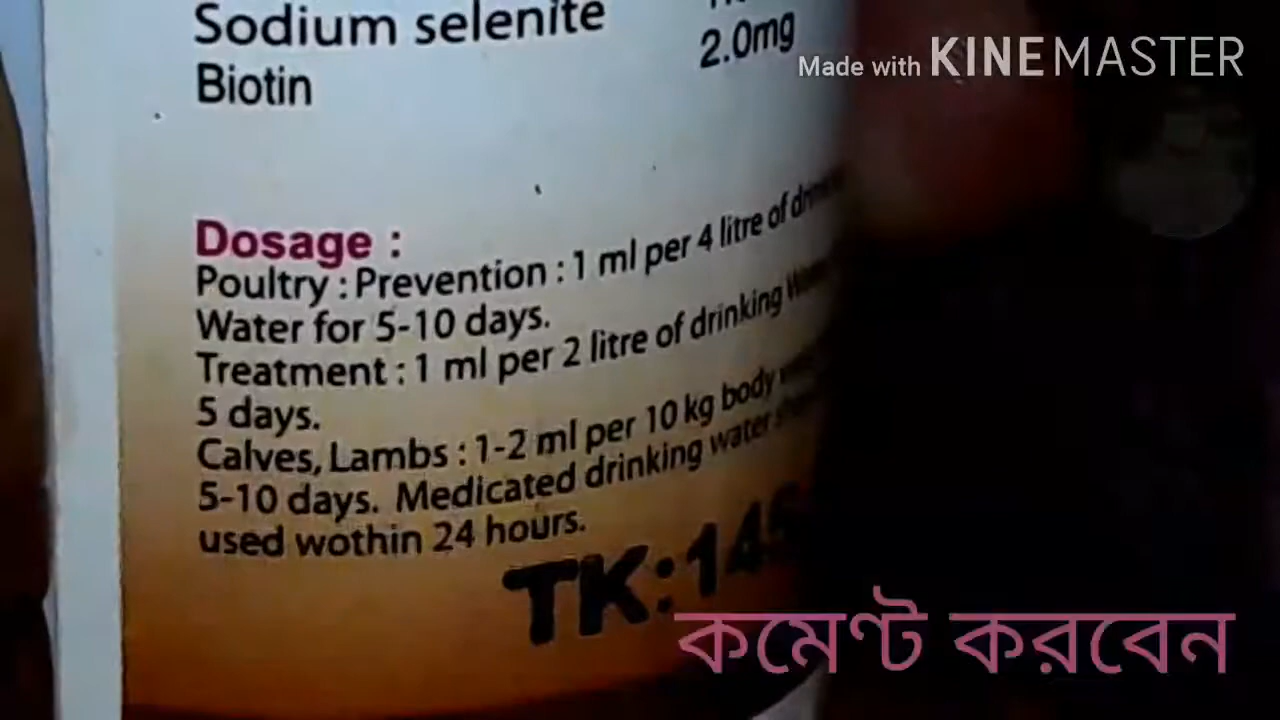 Sodium selenite
Biotin 2.0mg
Made with KINEMASTER
Dosage :
Poultry : Prevention : 1 ml per 4 litre of
Water for 5-10 days.
Treatment : 1 ml per 2 litre of drinking
5 days.
Calves, Lambs : 1-2 ml per 10 kg body
5-10 days. Medicated drinking water
used wothin 24 hours.
TK:
কমেণ্ট করবেন